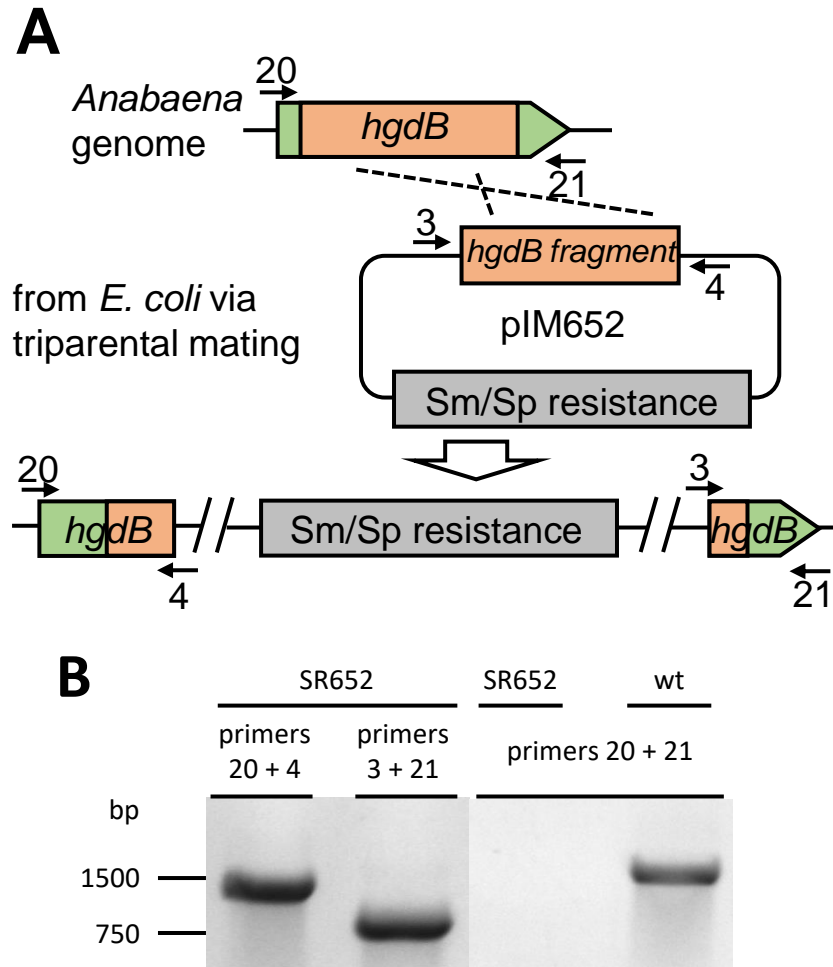 A
20
Anabaena
genome
hgdB
21
3
hgdB fragment
4
from E. coli via
triparental mating
pIM652
Sm/Sp resistance
20
3
hgdB
Sm/Sp resistance
hgdB
4
21
B
SR652
SR652
wt
primers
20 + 4
primers
3 + 21
primers 20 + 21
bp
1500
750